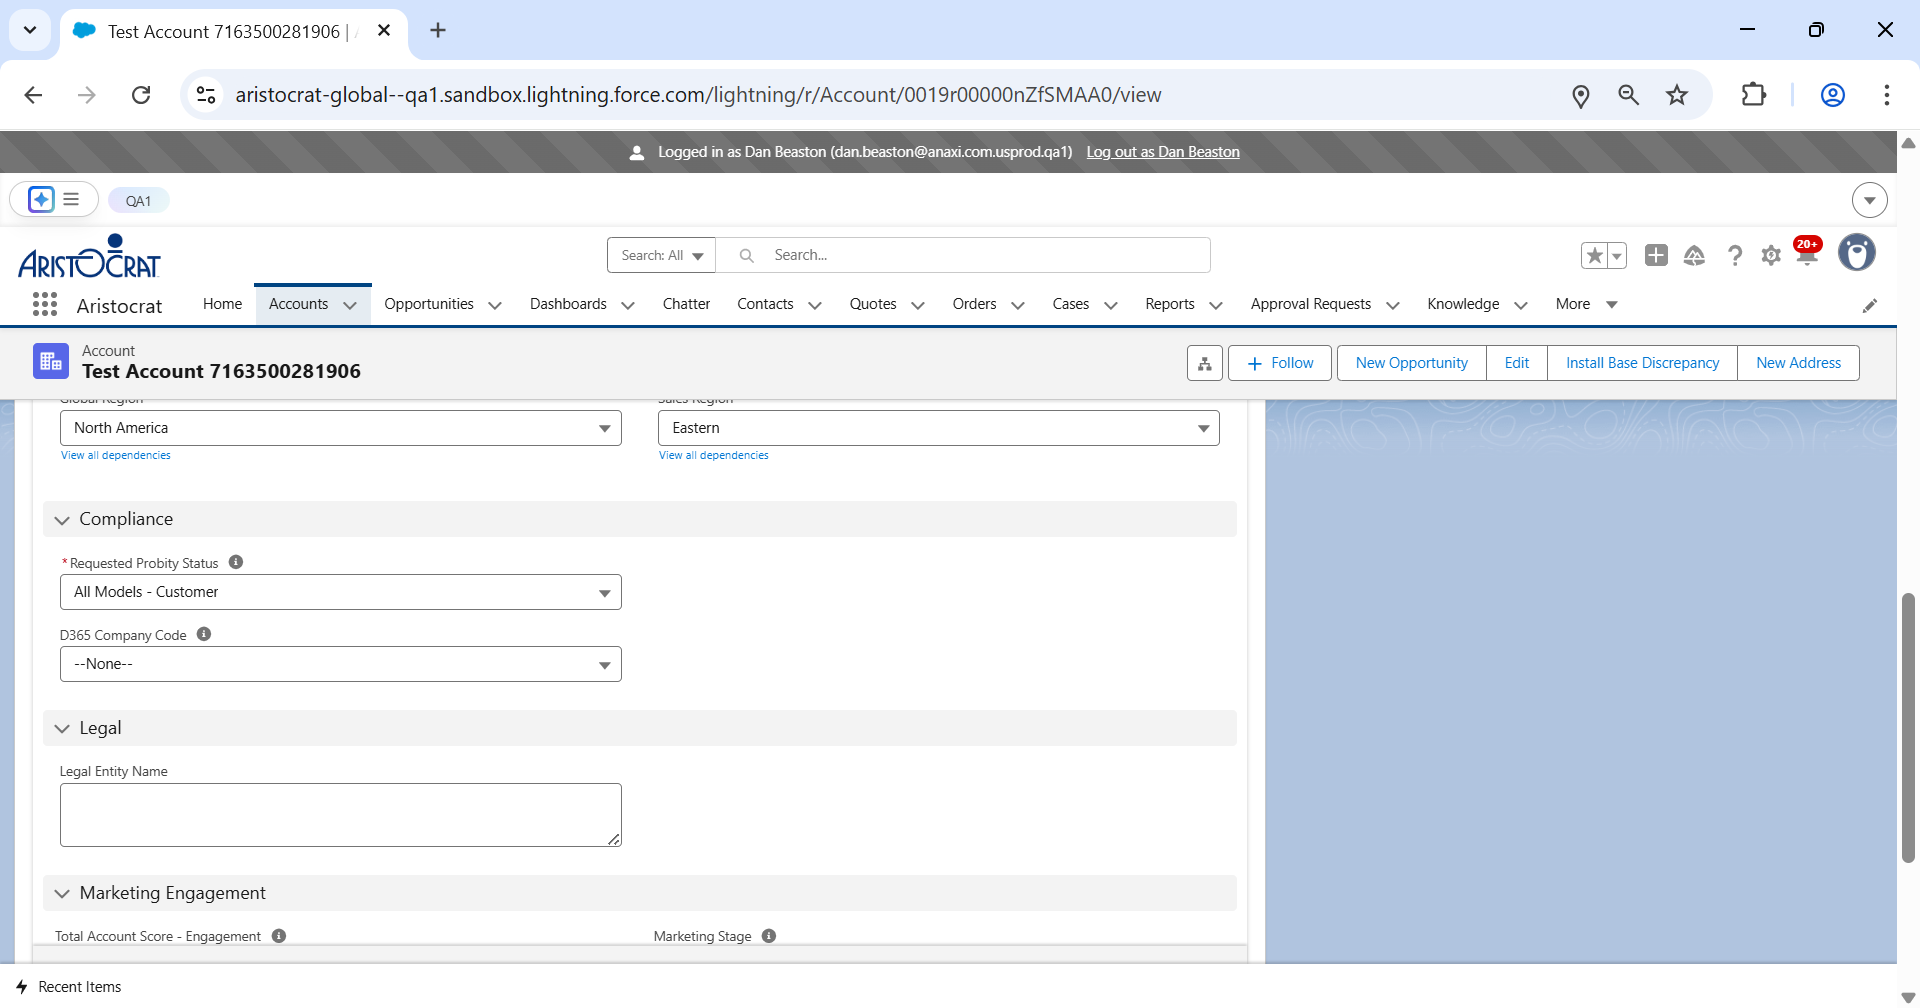 Test Account 7163500281906 |
aristocrat-global--qa1.sandbox.lightning.force.com/lightning/r/Account/0019r00000nZfSMAA0/view
Logged in as Dan Beaston (dan.beaston@anaxi.com.usprod.qa1) Log out as Dan Beaston
QA1
ARISTOCRAT
Search: All Search...
20+
Aristocrat Home Accounts Opportunities Dashboards Chatter Contacts Quotes Orders Cases Reports Approval Requests Knowledge More
Account
Test Account 7163500281906
Follow New Opportunity Edit Install Base Discrepancy New Address
Global Region Sales Region
North America Eastern
View all dependencies View all dependencies
Compliance
*Requested Probity Status
All Models - Customer
D365 Company Code
--None--
Legal
Legal Entity Name
Marketing Engagement
Total Account Score - Engagement Marketing Stage
Recent Items